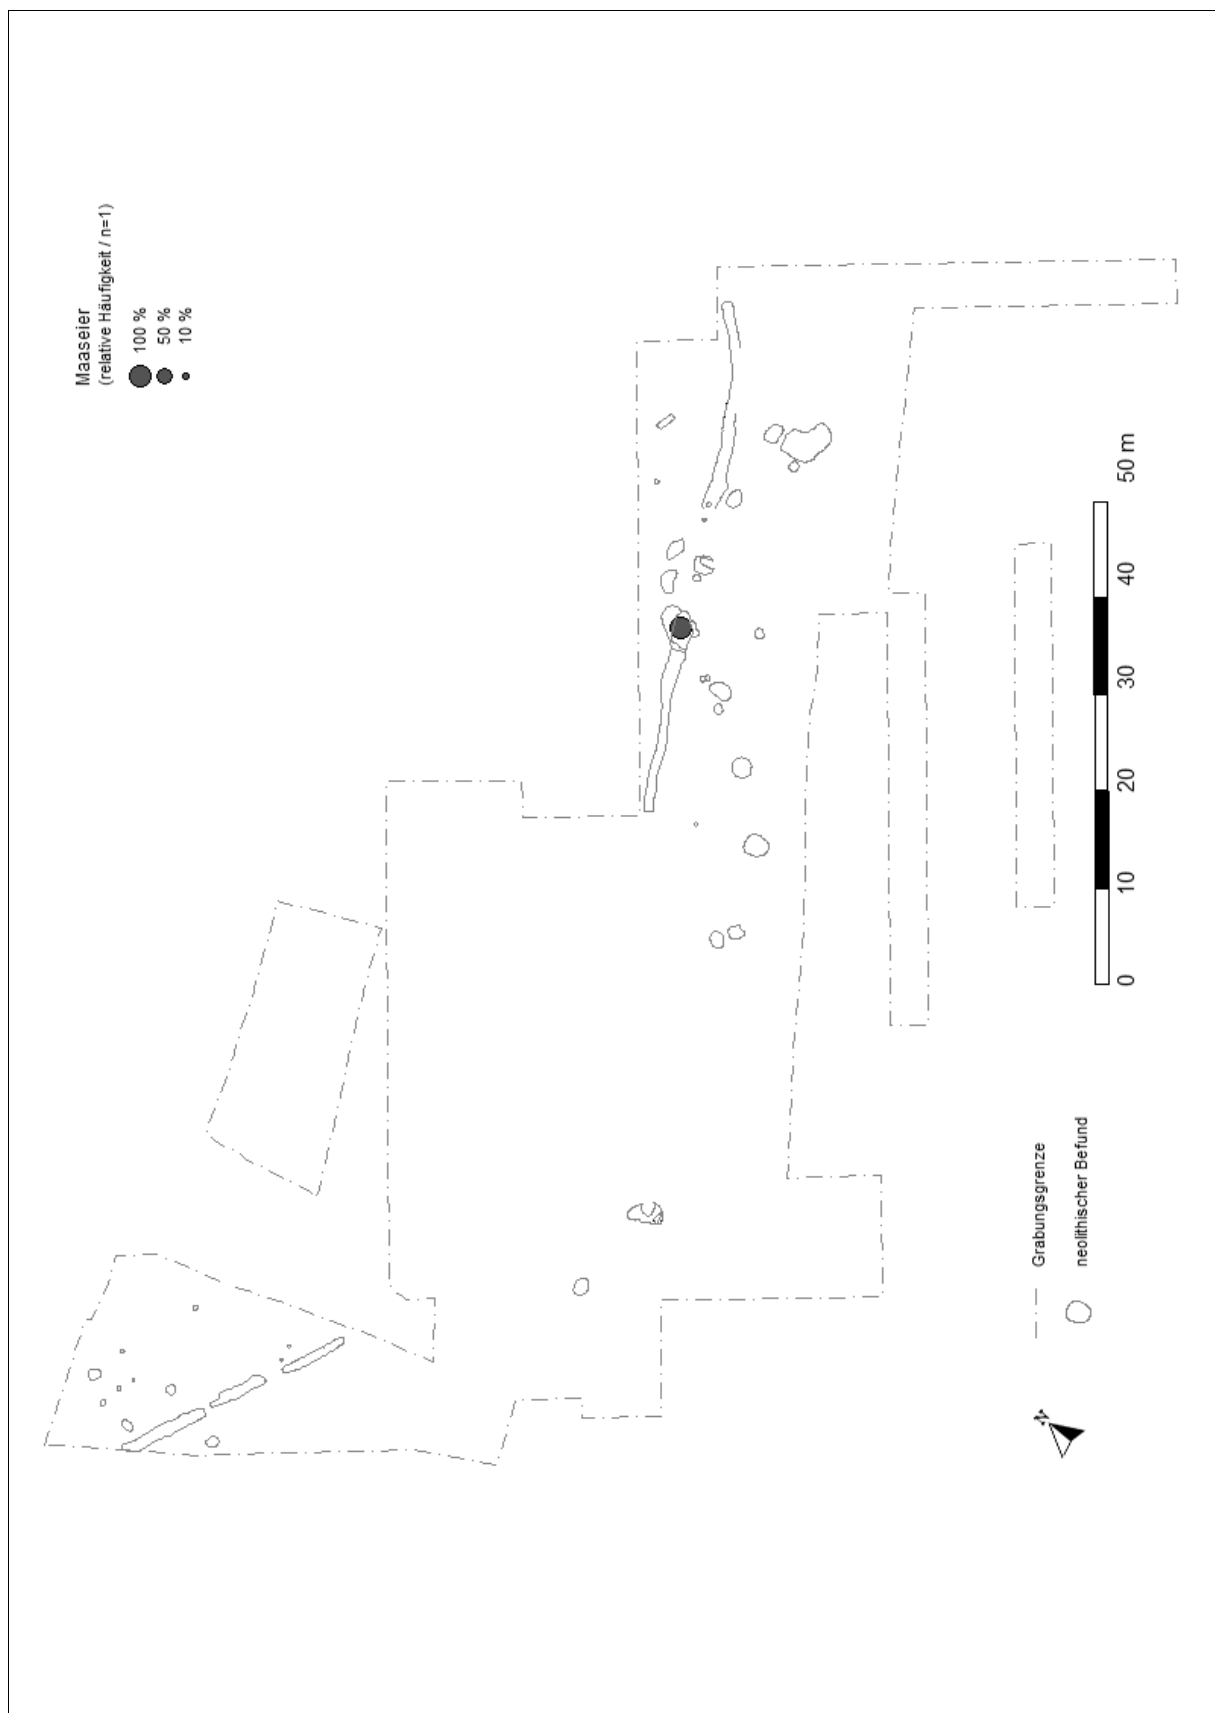 Maaseier
(relative Häufigkeit / n=1)
100 %
50 %
10 %
Grabungsgrenze
neolithischer Befund
N
0
10
20
30
40
50 m